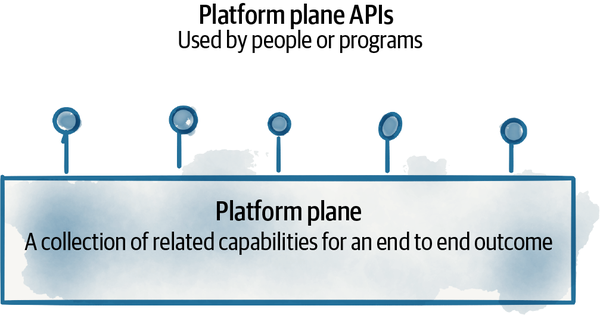 Platform plane APIs
Used by people or programs
Platform plane
A collection of related capabilities for an end to end outcome